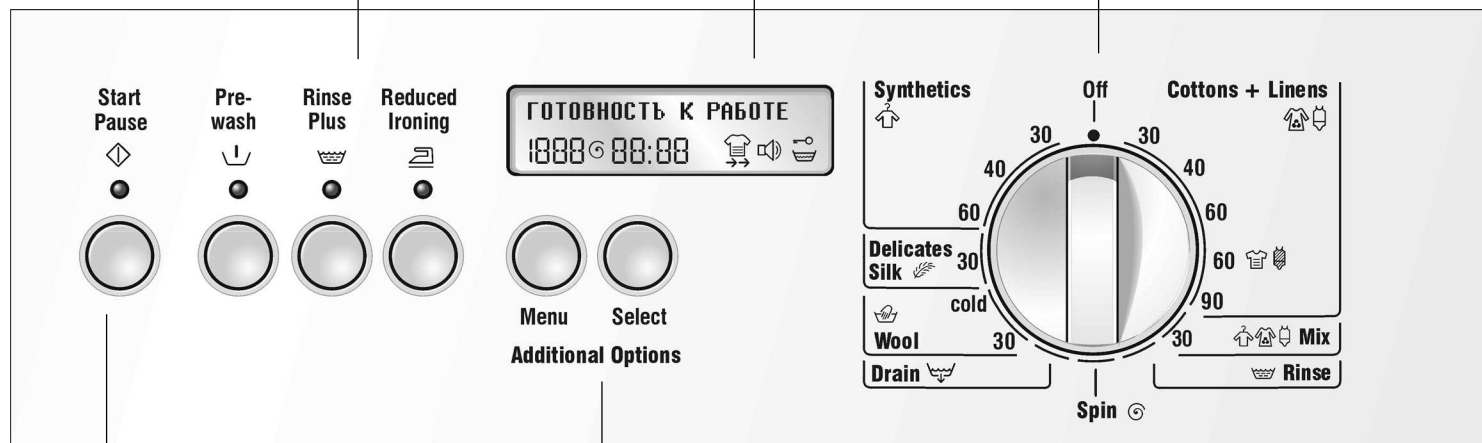 Start
Pause
Pre-
wash
Rinse
Plus
Reduced
Ironing
ГОТОВНОСТЬ К РАБОТЕ
1888 88:88
Menu
Select
Additional Options
Synthetics
Off
Cottons + Linens
30
40
60
Delicates
Silk
30
cold
Wool
30
Drain
Spin
30
40
60
60
90
30
Mix
Rinse